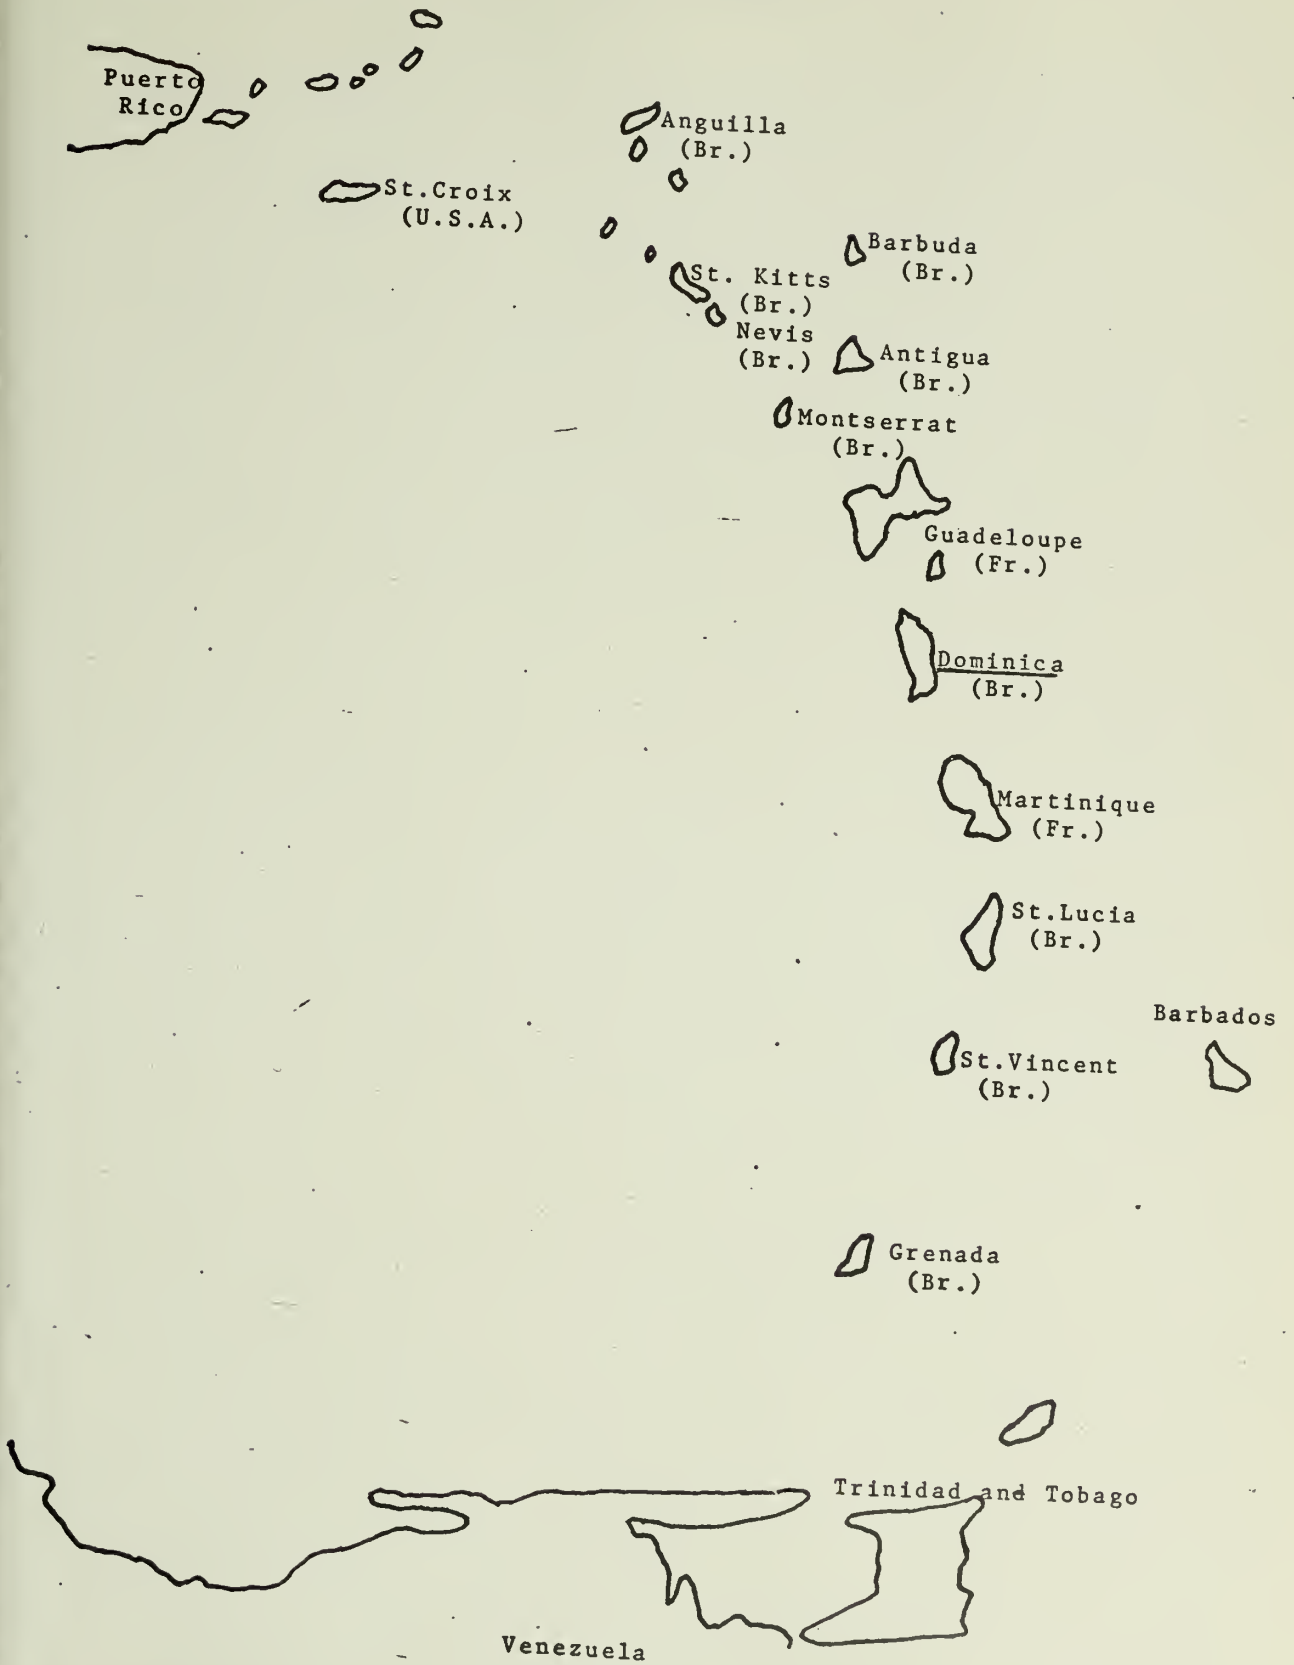 Puerto
Rico
Anguilla
(Br.)
St.Croix
(U.S.A.)
Barbuda
(Br.)
St. Kitts
(Br.)
Nevis
(Br.)
Antigua
(Br.)
Montserrat
(Br.)
Guadeloupe
(Fr.)
Dominica
(Br.)
Martinique
(Fr.)
St.Lucia
(Br.)
Barbados
St.Vincent
(Br.)
Grenada
(Br.)
Trinidad and Tobago
Venezuela